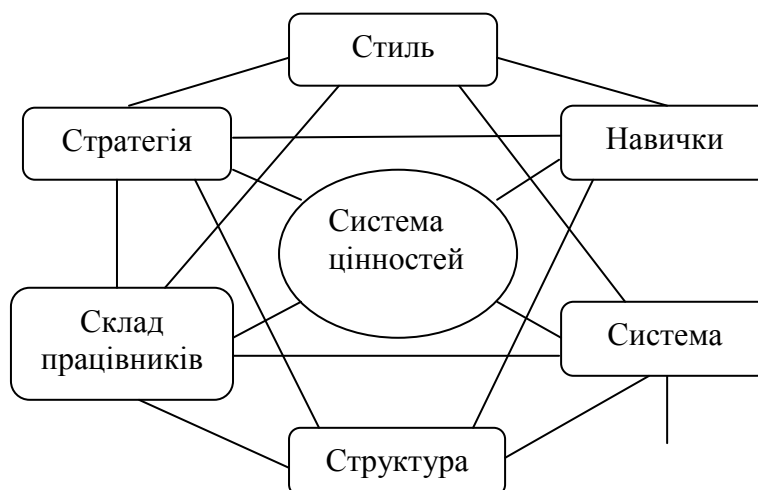 Стиль
Стратегія
Навички
Система
цінностей
Склад
працівників
Система
Структура